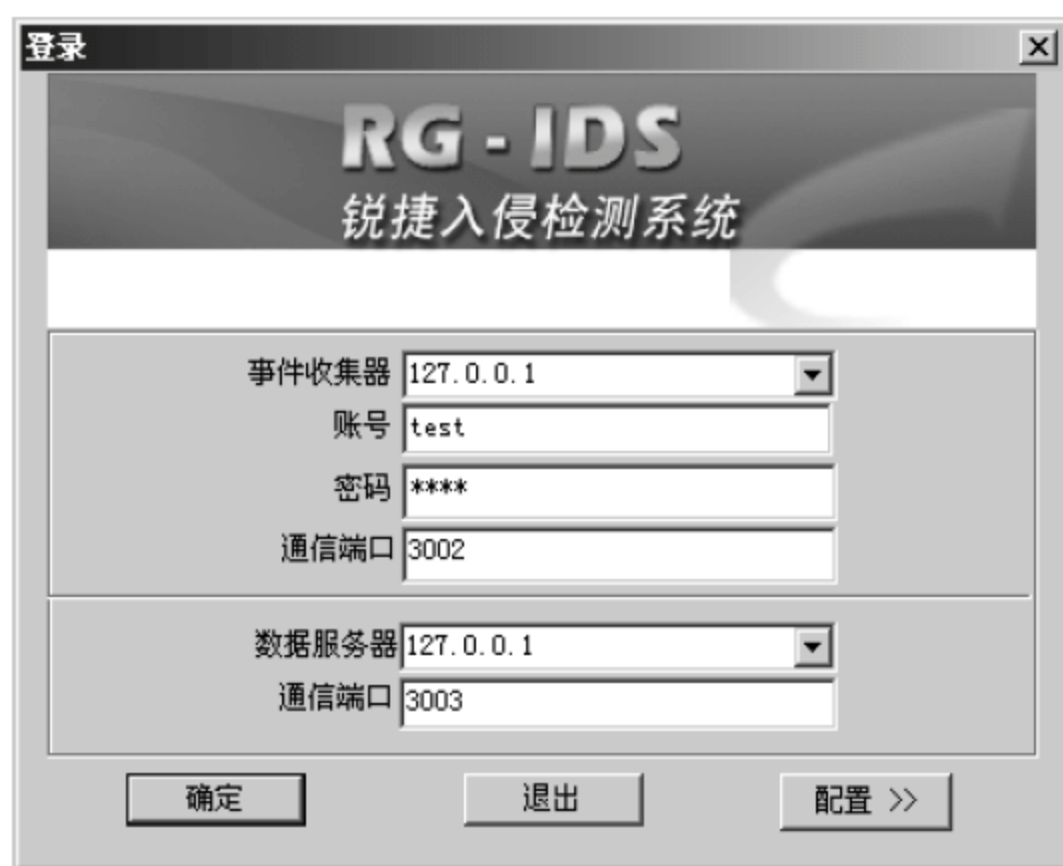 登录
RG - IDS
锐捷入侵检测系统
事件收集器 127.0.0.1
账号 test
密码 ****
通信端口 3002
数据服务器 127.0.0.1
通信端口 3003
确定 退出 配置 >>